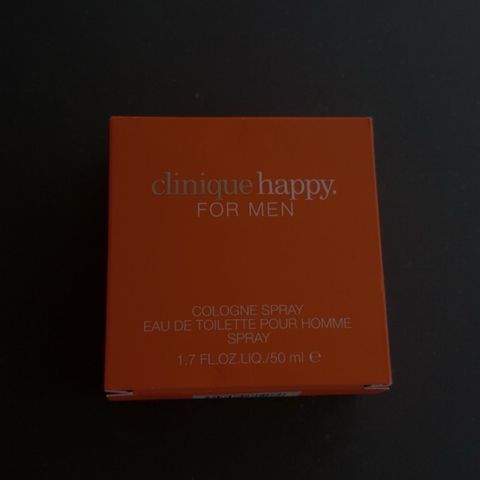 clinique happy.
FOR MEN
COLOGNE SPRAY
EAU DE TOILETTE POUR HOMME
SPRAY
1.7 FL.OZ.LIQ./50 ml ℮